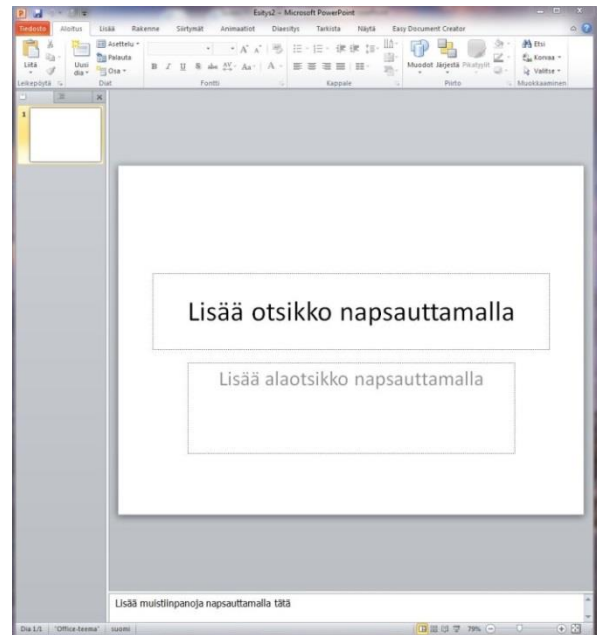 Esitys2 - Microsoft PowerPoint
Tiedosto Aloitus Lisää Rakenne Siirtymät Animaatiot Diaesitys Tarkista Näytä Easy Document Creator
Liitä
Uusi dia
Asettelu
Palauta
Osa
Muodot Järjestä Pikatyylit
Etsi
Korvaa
Valitse
Leikepöytä Diat Fontti Kappale Piirto Muokkaaminen
1
Lisää otsikko napsauttamalla
Lisää alaotsikko napsauttamalla
Lisää muistiinpanoja napsauttamalla tätä
Dia 1/1 "Office-teema" suomi 79%